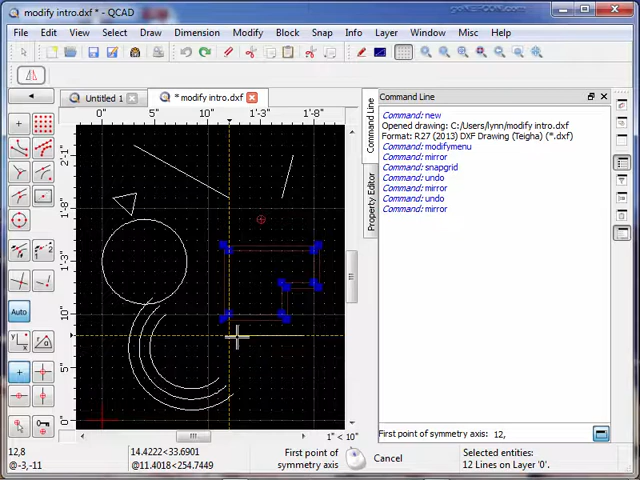 modify intro.dxf * - QCAD
File Edit View Select Draw Dimension Modify Block Snap Info Layer Window Misc Help
Untitled 1 * modify intro.dxf
0" 5" 10" 1'-3" 1'-8"
2'-1"
1'-8"
1'-3"
10"
5"
0"
Auto
1" < 10"
Command Line
Property Editor
Command Line
Command: new
Opened drawing: C:/Users/lynn/modify intro.dxf
Format: R27 (2013) DXF Drawing (Teigha) (*.dxf)
Command: modifymenu
Command: mirror
Command: snapgrid
Command: undo
Command: mirror
Command: undo
Command: mirror
First point of symmetry axis: 12,
12,8
@-3,-11
14.4222<33.6901
@11.4018<254.7449
First point of
symmetry axis
Cancel
Selected entities:
12 Lines on Layer '0'.